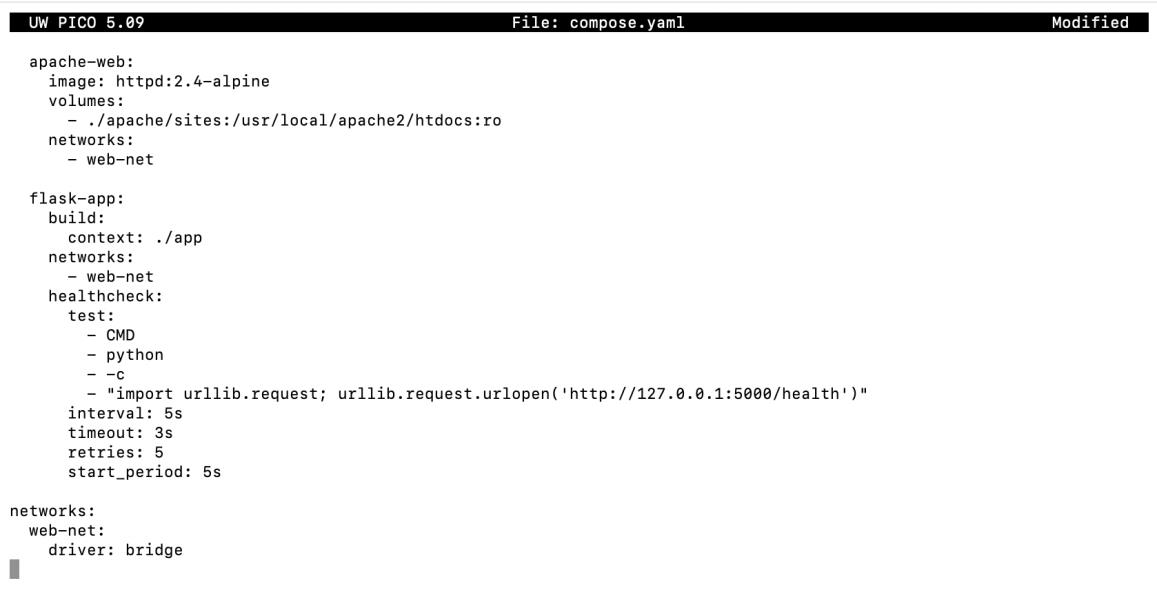 UW PICO 5.09 File: compose.yaml Modified
  apache-web:
    image: httpd:2.4-alpine
    volumes:
      - ./apache/sites:/usr/local/apache2/htdocs:ro
    networks:
      - web-net

  flask-app:
    build:
      context: ./app
    networks:
      - web-net
    healthcheck:
      test:
        - CMD
        - python
        - -c
        - "import urllib.request; urllib.request.urlopen('http://127.0.0.1:5000/health')"
      interval: 5s
      timeout: 3s
      retries: 5
      start_period: 5s

networks:
  web-net:
    driver: bridge